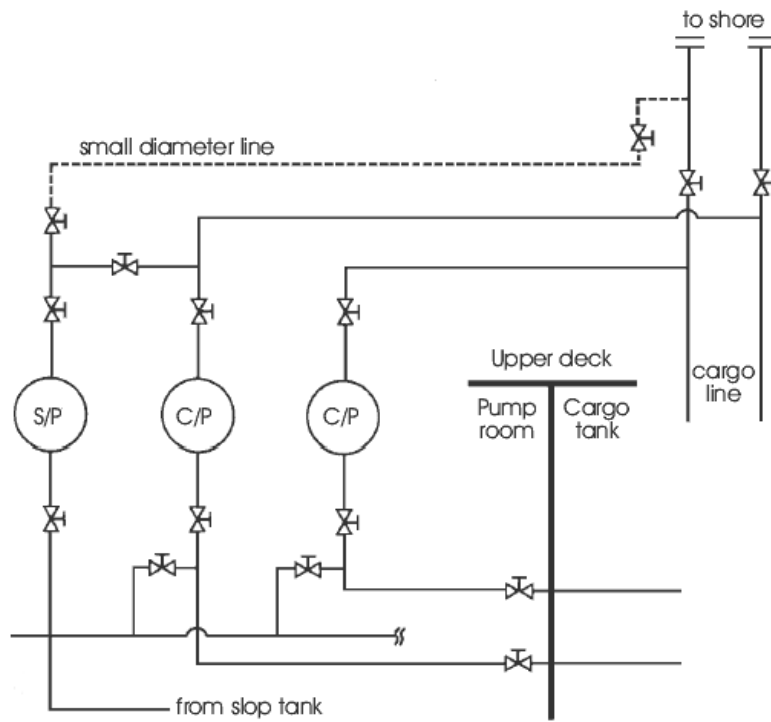 to shore
small diameter line
Upper deck
cargo
line
Pump
room
Cargo
tank
S/P
C/P
C/P
from slop tank